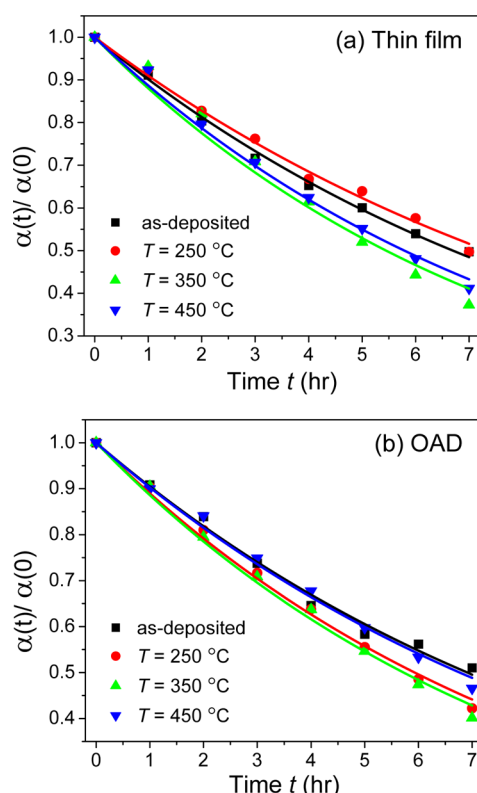 (a) Thin film
1.0
0.9
0.8
0.7
0.6
0.5
0.4
0.3
α(t)/ α(0)
as-deposited
T = 250 °C
T = 350 °C
T = 450 °C
0 1 2 3 4 5 6 7
Time t (hr)
(b) OAD
1.0
0.9
0.8
0.7
0.6
0.5
0.4
α(t)/ α(0)
as-deposited
T = 250 °C
T = 350 °C
T = 450 °C
0 1 2 3 4 5 6 7
Time t (hr)